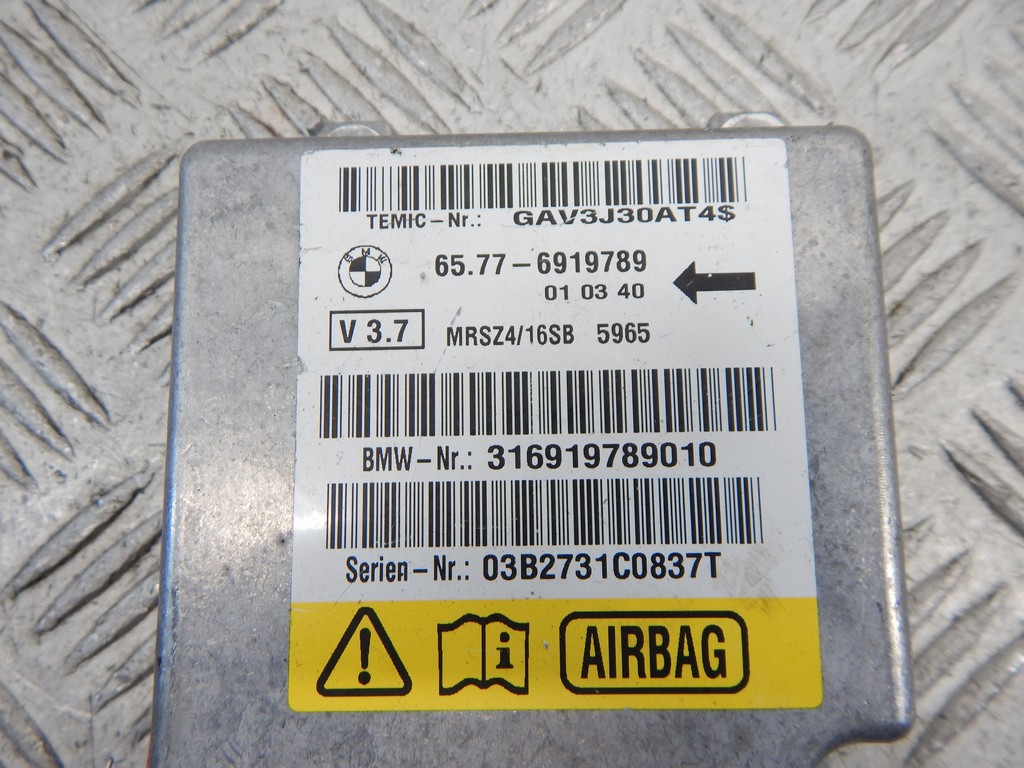 TEMIC-Nr.: GAV3J30AT4$
BMW
65.77-6919789
01 03 40
V 3.7
MRSZ4/16SB 5965
BMW-Nr.: 316919789010
Serien-Nr.: 03B2731C0837T
! i AIRBAG